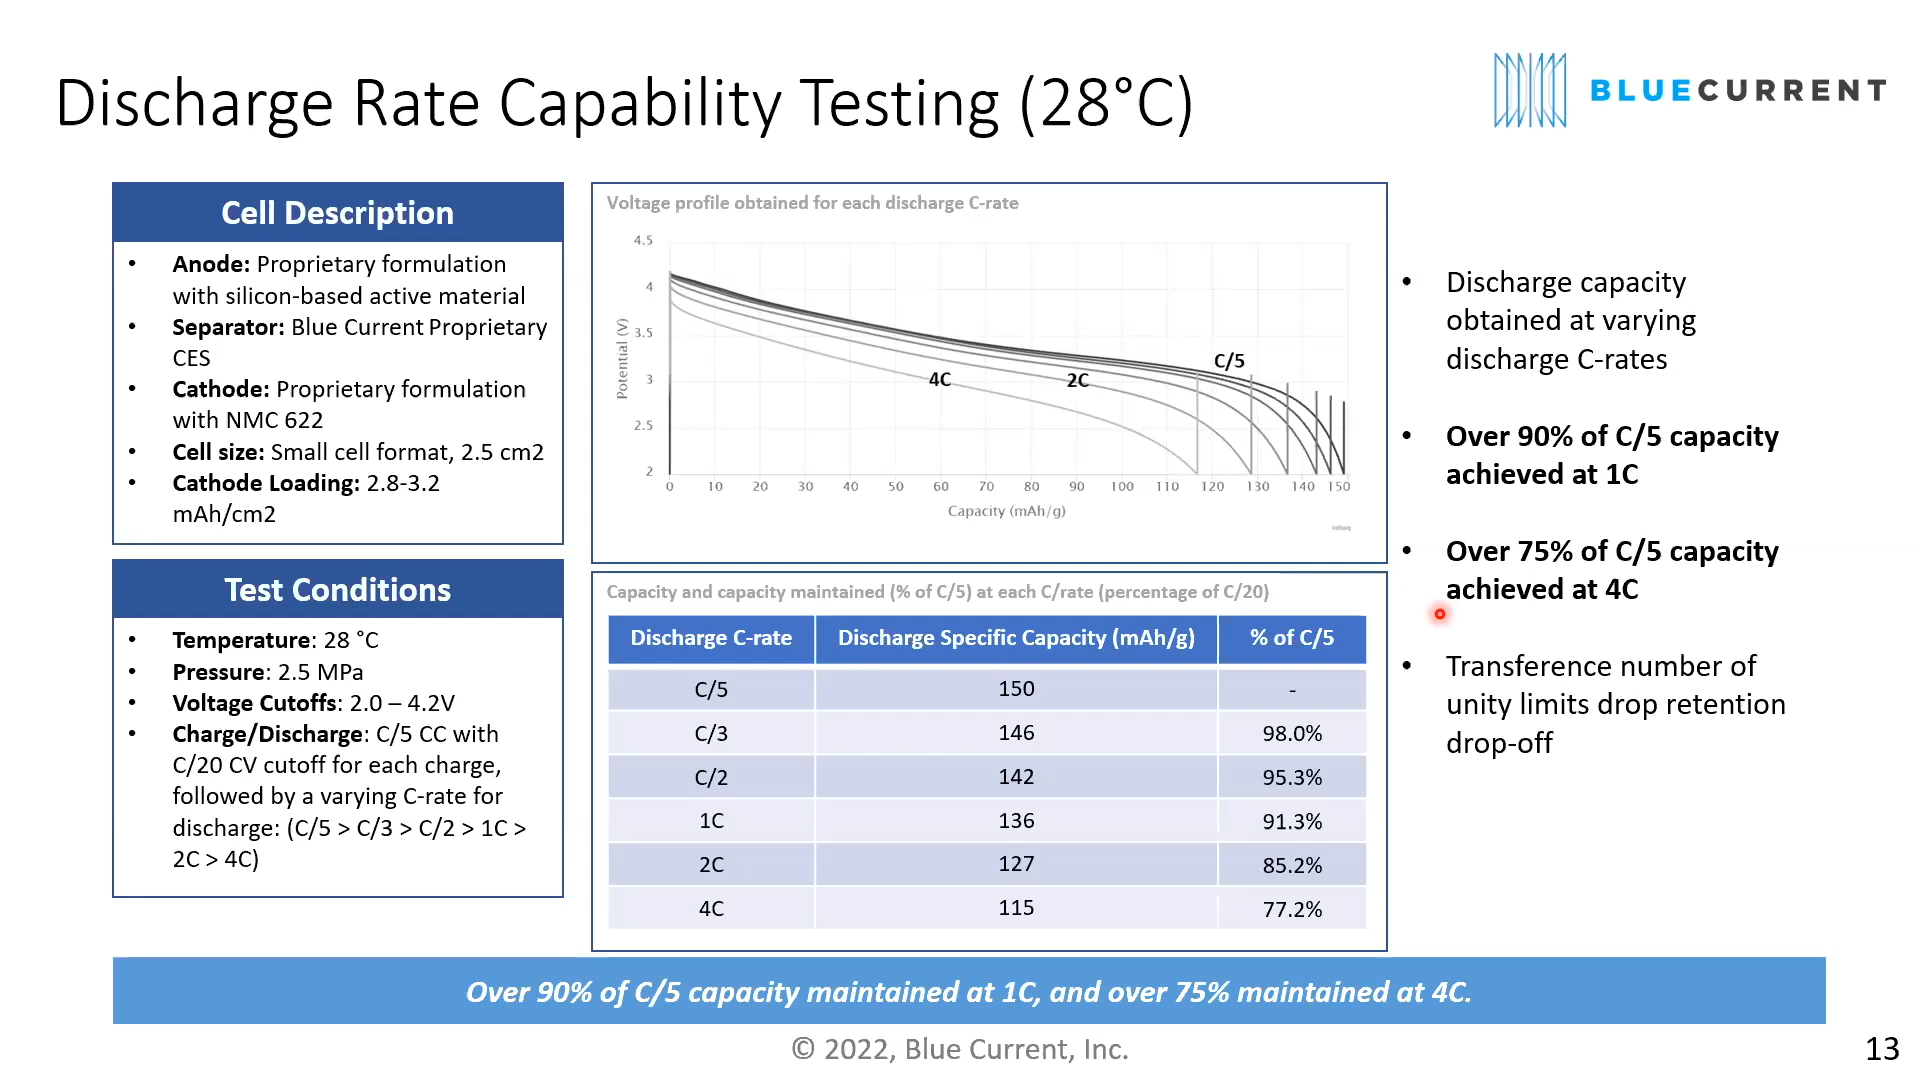 Discharge Rate Capability Testing (28°C)
BLUECURRENT
Cell Description
• Anode: Proprietary formulation
with silicon-based active material
• Separator: Blue Current Proprietary
CES
• Cathode: Proprietary formulation
with NMC 622
• Cell size: Small cell format, 2.5 cm2
• Cathode Loading: 2.8-3.2
mAh/cm2
Test Conditions
• Temperature: 28 °C
• Pressure: 2.5 MPa
• Voltage Cutoffs: 2.0 – 4.2V
• Charge/Discharge: C/5 CC with
C/20 CV cutoff for each charge,
followed by a varying C-rate for
discharge: (C/5 > C/3 > C/2 > 1C >
2C > 4C)
Voltage profile obtained for each discharge C-rate
4.5
4
3.5
3
2.5
2
Potential (V)
C/5
4C
2C
0 10 20 30 40 50 60 70 80 90 100 110 120 130 140 150
Capacity (mAh/g)
Voltaiq
Capacity and capacity maintained (% of C/5) at each C/rate (percentage of C/20)
Discharge C-rate Discharge Specific Capacity (mAh/g) % of C/5
C/5 150 -
C/3 146 98.0%
C/2 142 95.3%
1C 136 91.3%
2C 127 85.2%
4C 115 77.2%
• Discharge capacity
obtained at varying
discharge C-rates
• Over 90% of C/5 capacity
achieved at 1C
• Over 75% of C/5 capacity
achieved at 4C
• Transference number of
unity limits drop retention
drop-off
Over 90% of C/5 capacity maintained at 1C, and over 75% maintained at 4C.
© 2022, Blue Current, Inc.
13